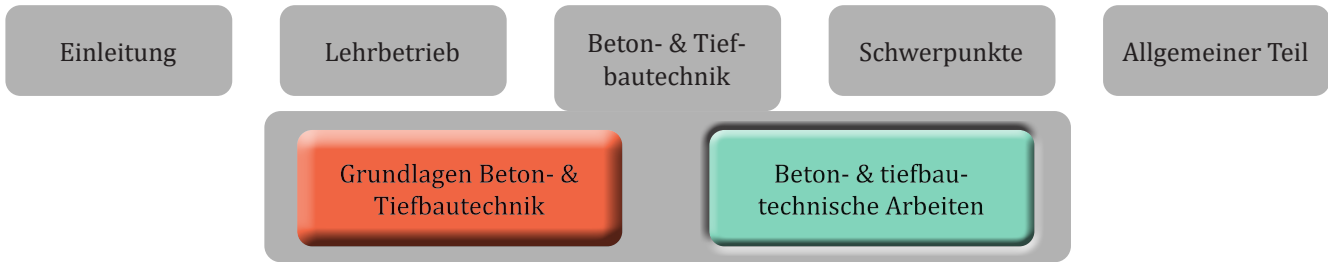 Einleitung
Lehrbetrieb
Beton- & Tief-
bautechnik
Schwerpunkte
Allgemeiner Teil
Grundlagen Beton- &
Tiefbautechnik
Beton- & tiefbau-
technische Arbeiten